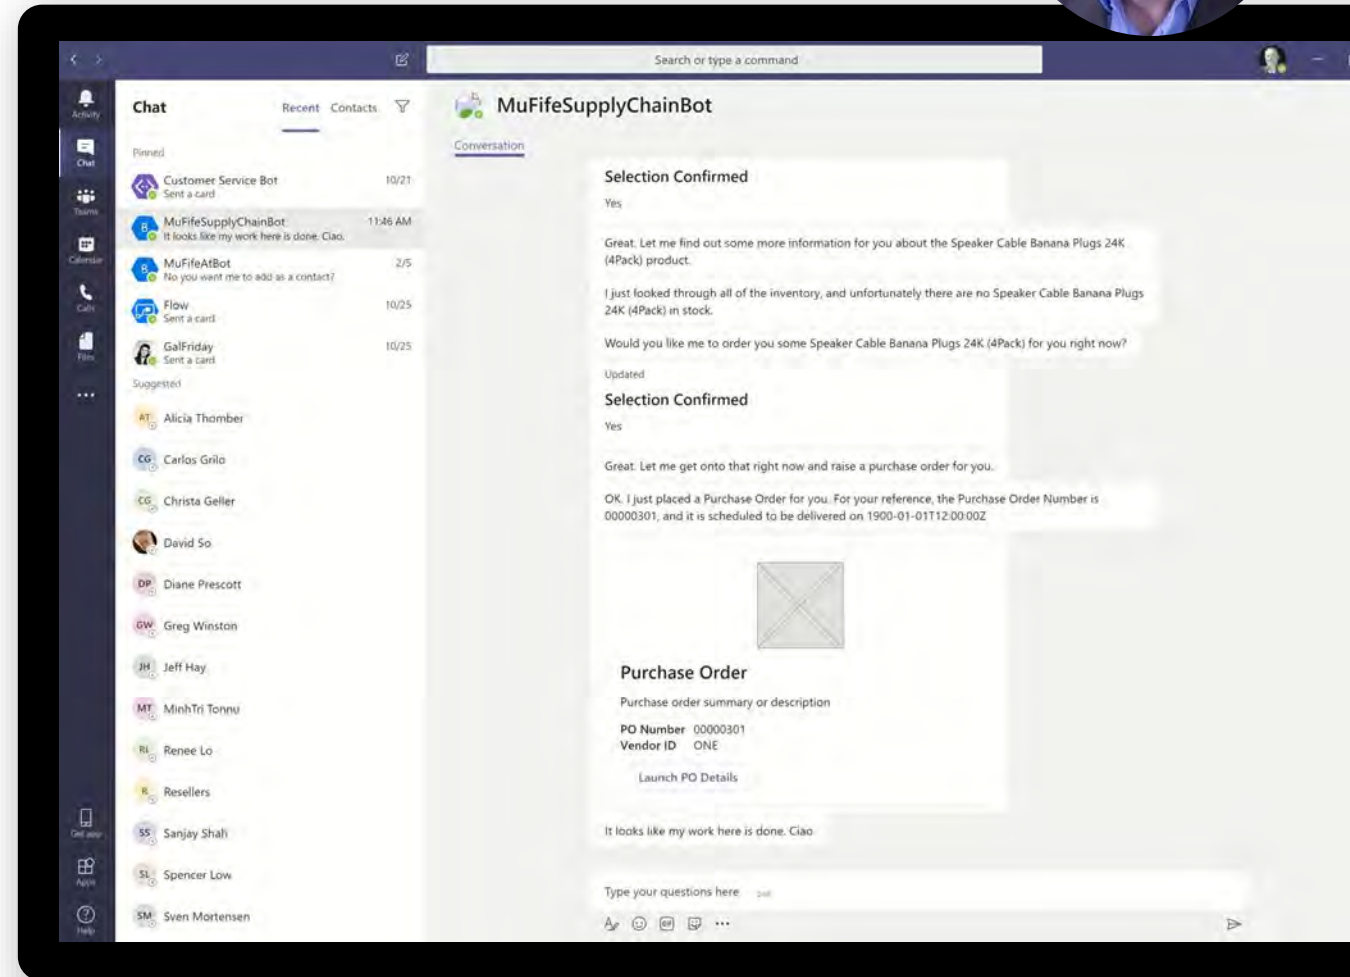 Search or type a command
Activity
Chat
Teams
Calendar
Calls
Files
Get app
Apps
Help
Chat
Recent Contacts
Pinned
Customer Service Bot 10/21
Sent a card
MuFifeSupplyChainBot 11:46 AM
It looks like my work here is done. Ciao.
MuFifeAtBot 2/5
No you want me to add as a contact?
Flow 10/25
Sent a card
GalFriday 10/25
Sent a card
Suggested
AT Alicia Thomber
CG Carlos Grilo
CG Christa Geller
David So
DP Diane Prescott
GW Greg Winston
JH Jeff Hay
MT MinhTri Tonnu
RL Renee Lo
R Resellers
SS Sanjay Shah
SL Spencer Low
SM Sven Mortensen
MuFifeSupplyChainBot
Conversation
Selection Confirmed
Yes
Great. Let me find out some more information for you about the Speaker Cable Banana Plugs 24K
(4Pack) product.
I just looked through all of the inventory, and unfortunately there are no Speaker Cable Banana Plugs
24K (4Pack) in stock.
Would you like me to order you some Speaker Cable Banana Plugs 24K (4Pack) for you right now?
Updated
Selection Confirmed
Yes
Great. Let me get onto that right now and raise a purchase order for you.
OK. I just placed a Purchase Order for you. For your reference, the Purchase Order Number is
00000301, and it is scheduled to be delivered on 1900-01-01T12:00:00Z
Purchase Order
Purchase order summary or description
PO Number 00000301
Vendor ID ONE
Launch PO Details
It looks like my work here is done. Ciao
Type your questions here